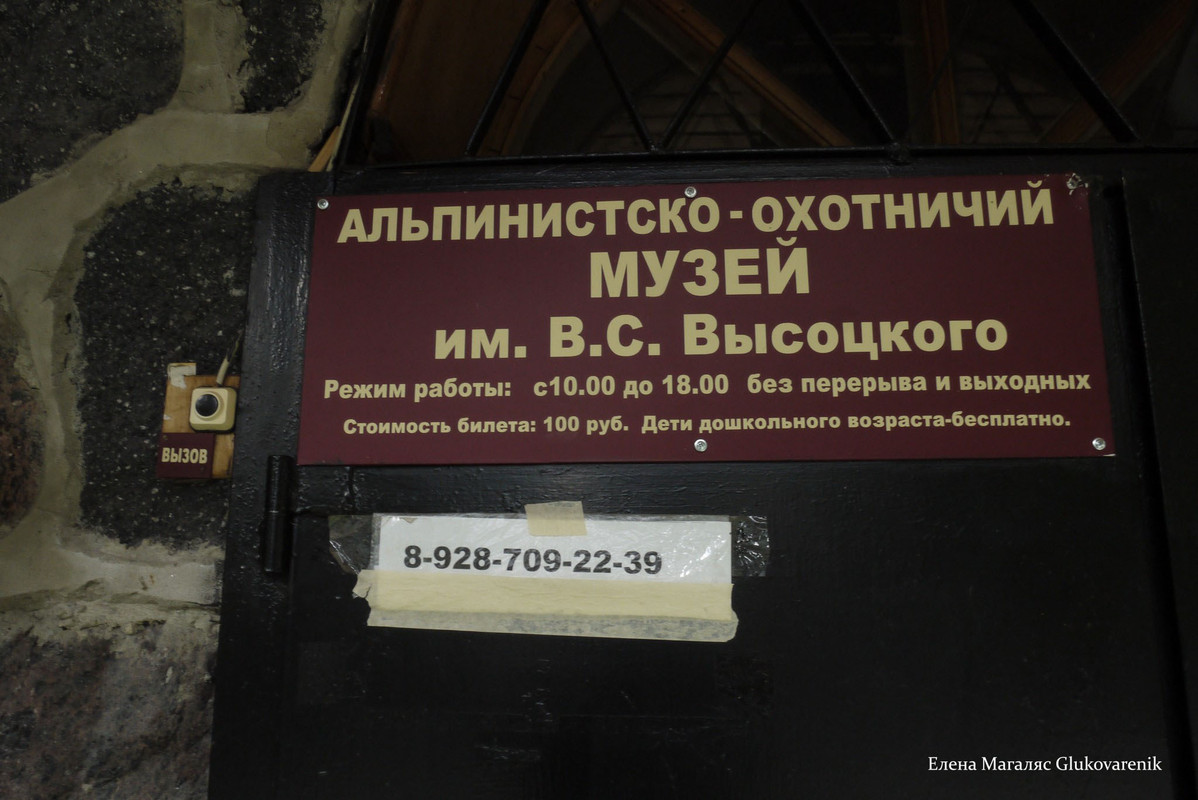 АЛЬПИНИСТСКО - ОХОТНИЧИЙ
МУЗЕЙ
им. В.С. Высоцкого
Режим работы: с10.00 до 18.00 без перерыва и выходных
Стоимость билета: 100 руб. Дети дошкольного возраста-бесплатно.
ВЫЗОВ
8-928-709-22-39
Елена Магаляс Glukovarenik